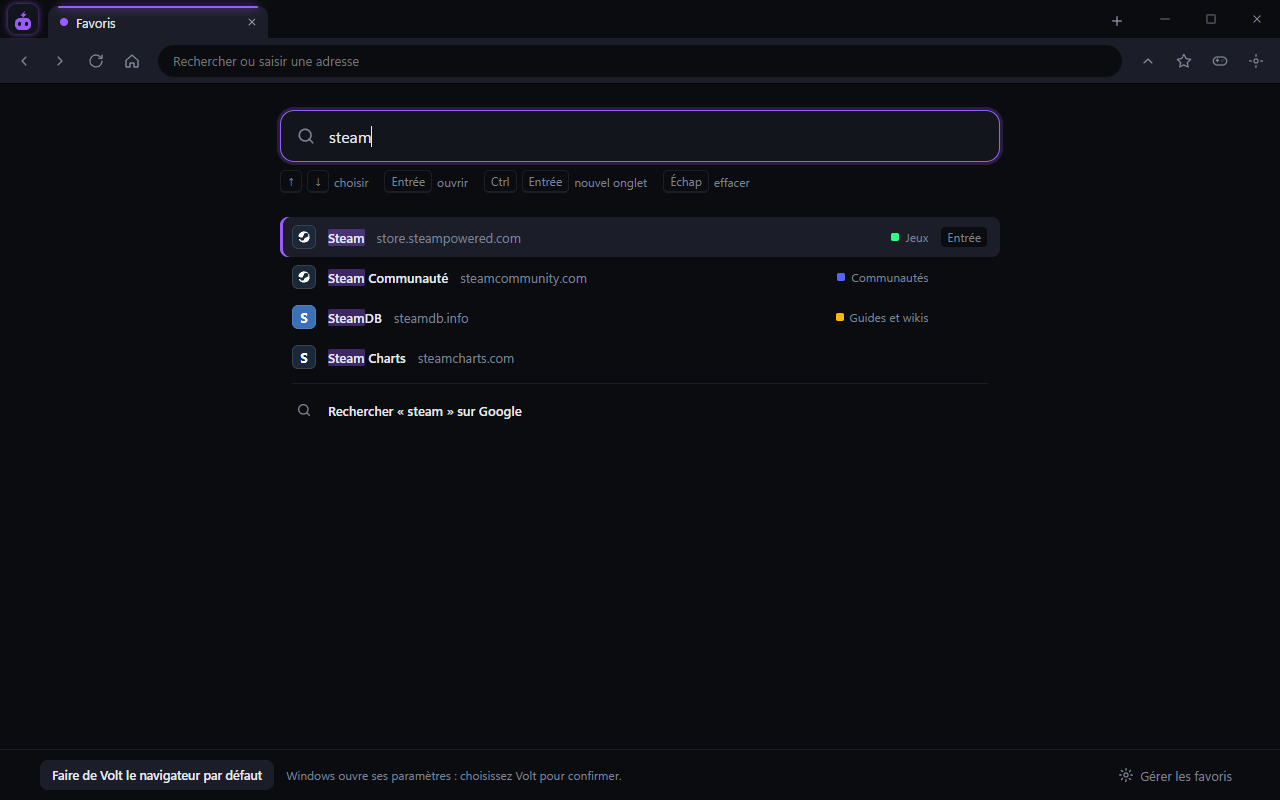 Favoris
Rechercher ou saisir une adresse
steam
↑ ↓ choisir Entrée ouvrir Ctrl Entrée nouvel onglet Échap effacer
Steam store.steampowered.com Jeux Entrée
Steam Communauté steamcommunity.com Communautés
S SteamDB steamdb.info Guides et wikis
S Steam Charts steamcharts.com
Rechercher « steam » sur Google
Faire de Volt le navigateur par défaut Windows ouvre ses paramètres : choisissez Volt pour confirmer. Gérer les favoris